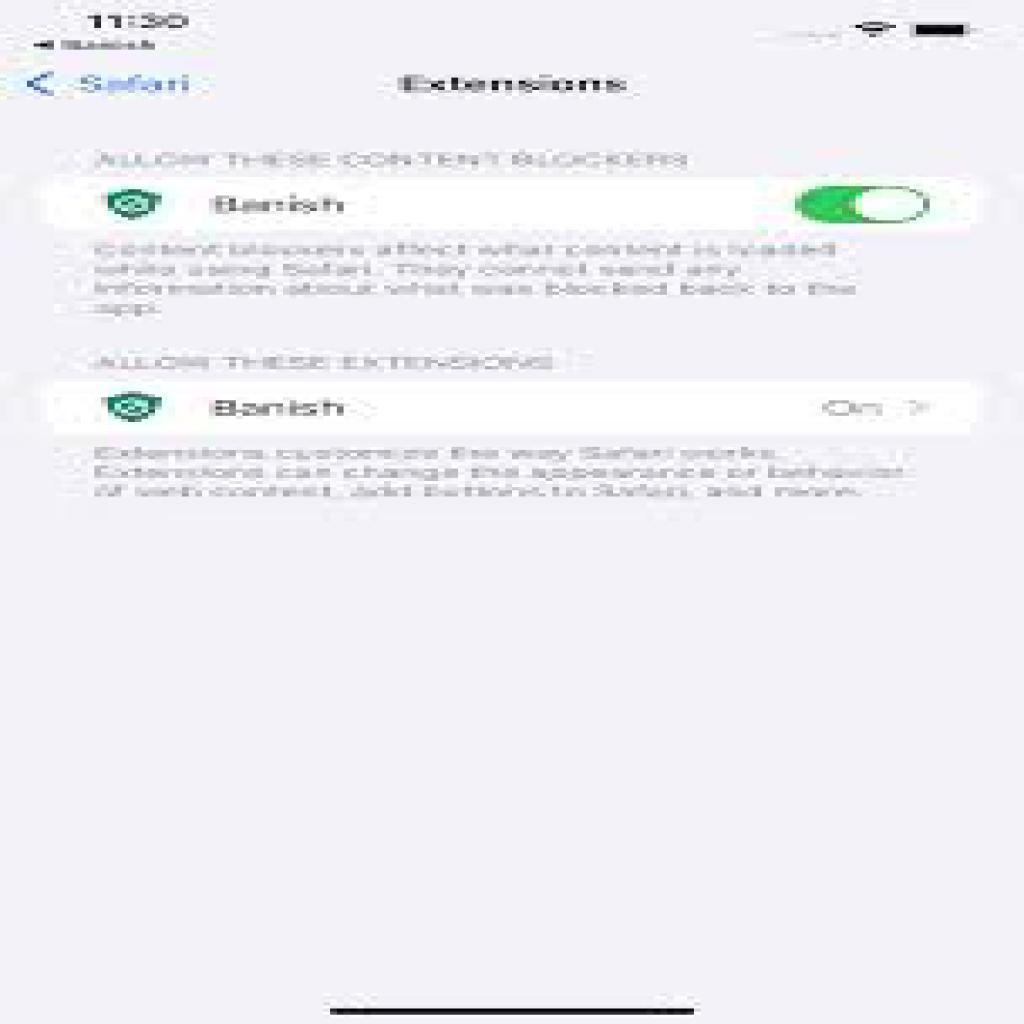 11:30
◀ Banish
Safari
Extensions
ALLOW THESE CONTENT BLOCKERS
Banish
Content blockers affect what content is loaded
while using Safari. They cannot send any
information about what was blocked back to the
app.
ALLOW THESE EXTENSIONS
Banish
On
Extensions customize the way Safari works.
Extensions can change the appearance or behavior
of web content, add buttons to Safari, and more.